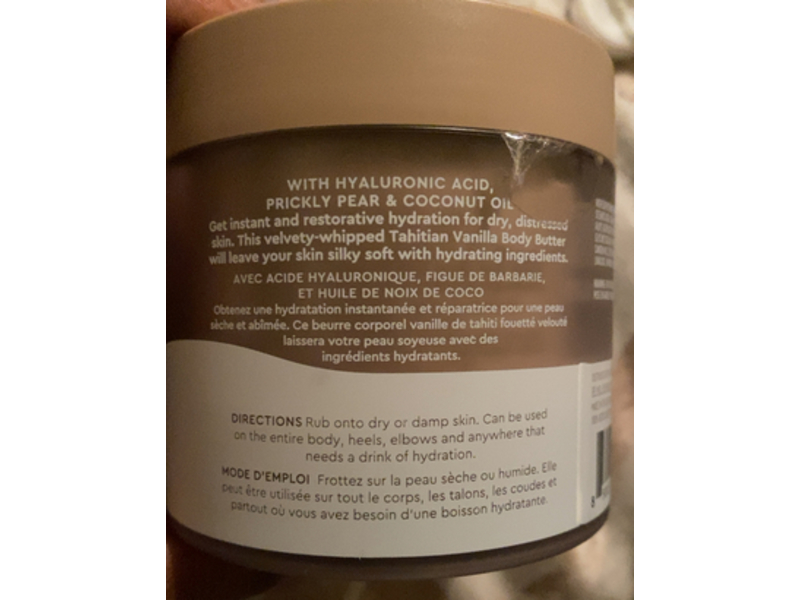 WITH HYALURONIC ACID,
PRICKLY PEAR & COCONUT OIL
Get instant and restorative hydration for dry, distressed
skin. This velvety-whipped Tahitian Vanilla Body Butter
will leave your skin silky soft with hydrating ingredients.
AVEC ACIDE HYALURONIQUE, FIGUE DE BARBARIE,
ET HUILE DE NOIX DE COCO
Obtenez une hydratation instantanée et réparatrice pour une peau
sèche et abîmée. Ce beurre corporel vanille de tahiti fouetté velouté
laissera votre peau soyeuse avec des
ingrédients hydratants.
DIRECTIONS Rub onto dry or damp skin. Can be used
on the entire body, heels, elbows and anywhere that
needs a drink of hydration.
MODE D'EMPLOI Frottez sur la peau sèche ou humide. Elle
peut être utilisée sur tout le corps, les talons, les coudes et
partout où vous avez besoin d'une boisson hydratante.
8